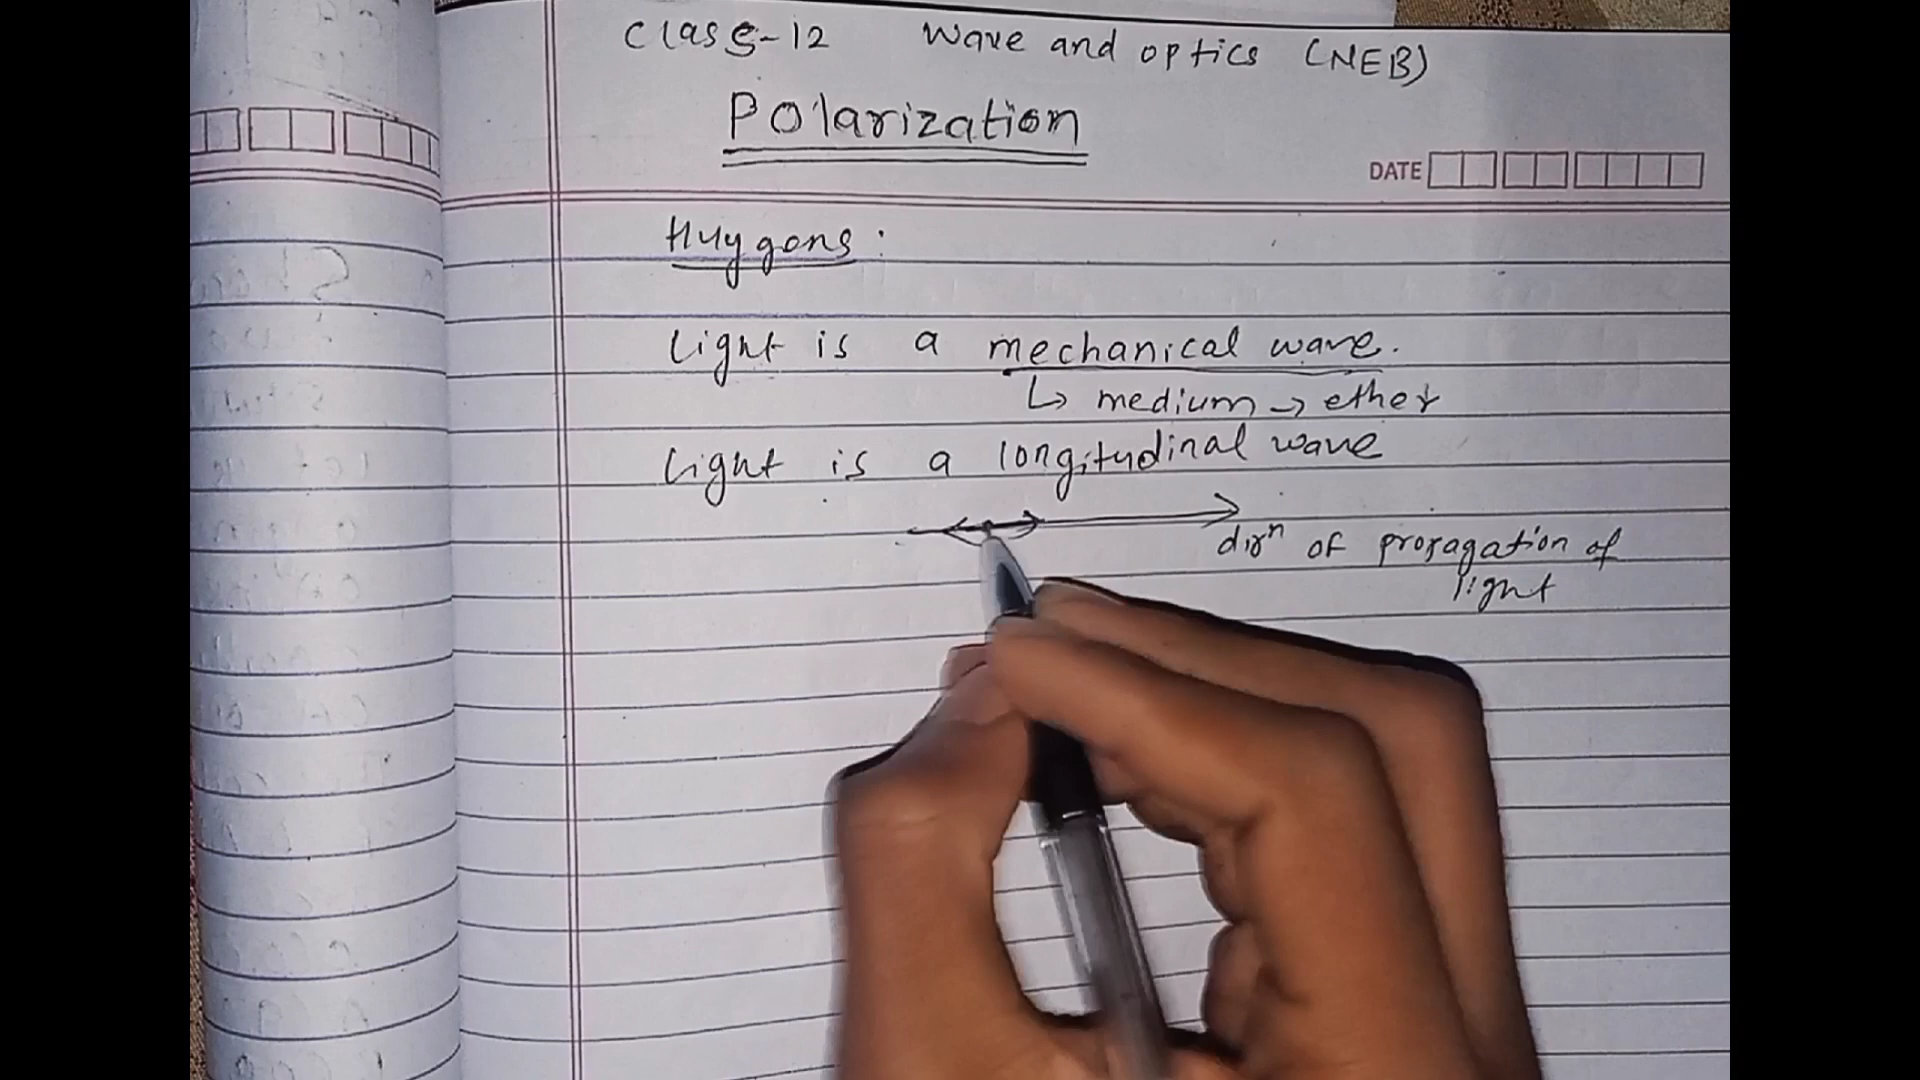 Class-12 Wave and optics (NEB)
Polarization
DATE
Huygons:
Light is a mechanical wave.
↳ medium → ether
Light is a longitudinal wave
dirⁿ of propagation of
light